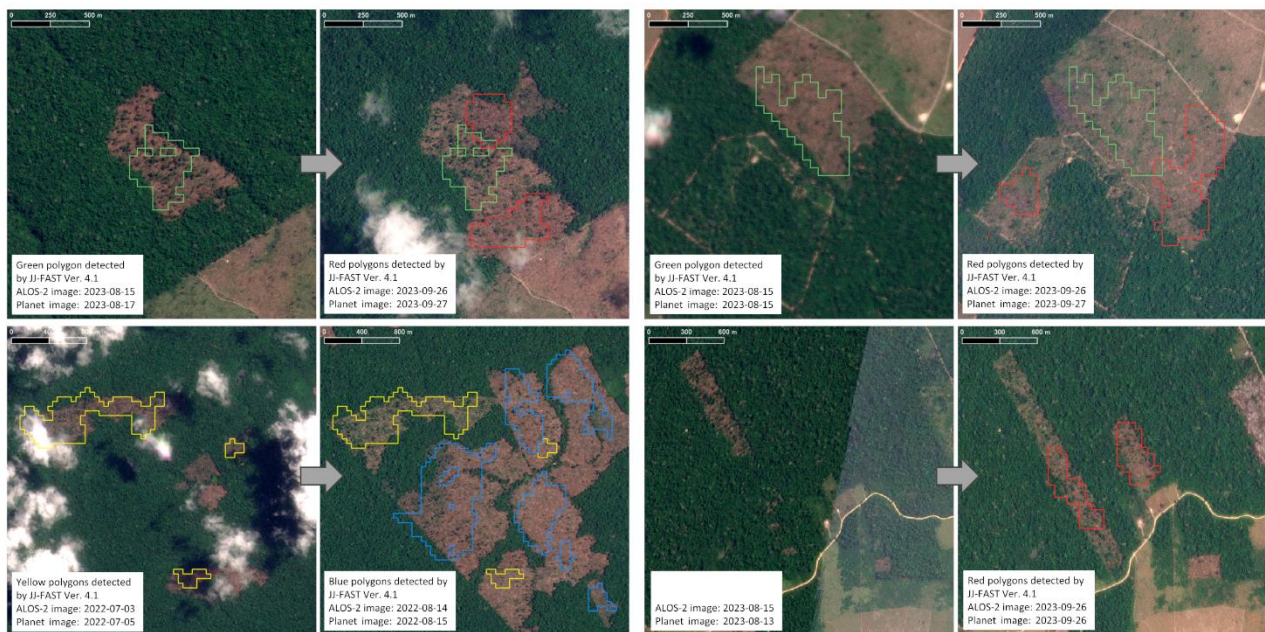 250 500 m
250 500 m
250 500 m
250 500 m
Green polygon detected
by JJ-FAST Ver. 4.1
ALOS-2 image: 2023-08-15
Planet image: 2023-08-17
Red polygons detected by
JJ-FAST Ver. 4.1
ALOS-2 image: 2023-09-26
Planet image: 2023-09-27
Green polygon detected
by JJ-FAST Ver. 4.1
ALOS-2 image: 2023-08-15
Planet image: 2023-08-15
Red polygons detected by
JJ-FAST Ver. 4.1
ALOS-2 image: 2023-09-26
Planet image: 2023-09-27
0 400 800 m
0 300 600 m
0 300 600 m
Yellow polygons detected
by JJ-FAST Ver. 4.1
ALOS-2 image: 2022-07-03
Planet image: 2022-07-05
Blue polygons detected by
JJ-FAST Ver. 4.1
ALOS-2 image: 2022-08-14
Planet image: 2022-08-15
ALOS-2 image: 2023-08-15
Planet image: 2023-08-13
Red polygons detected by
JJ-FAST Ver. 4.1
ALOS-2 image: 2023-09-26
Planet image: 2023-09-26